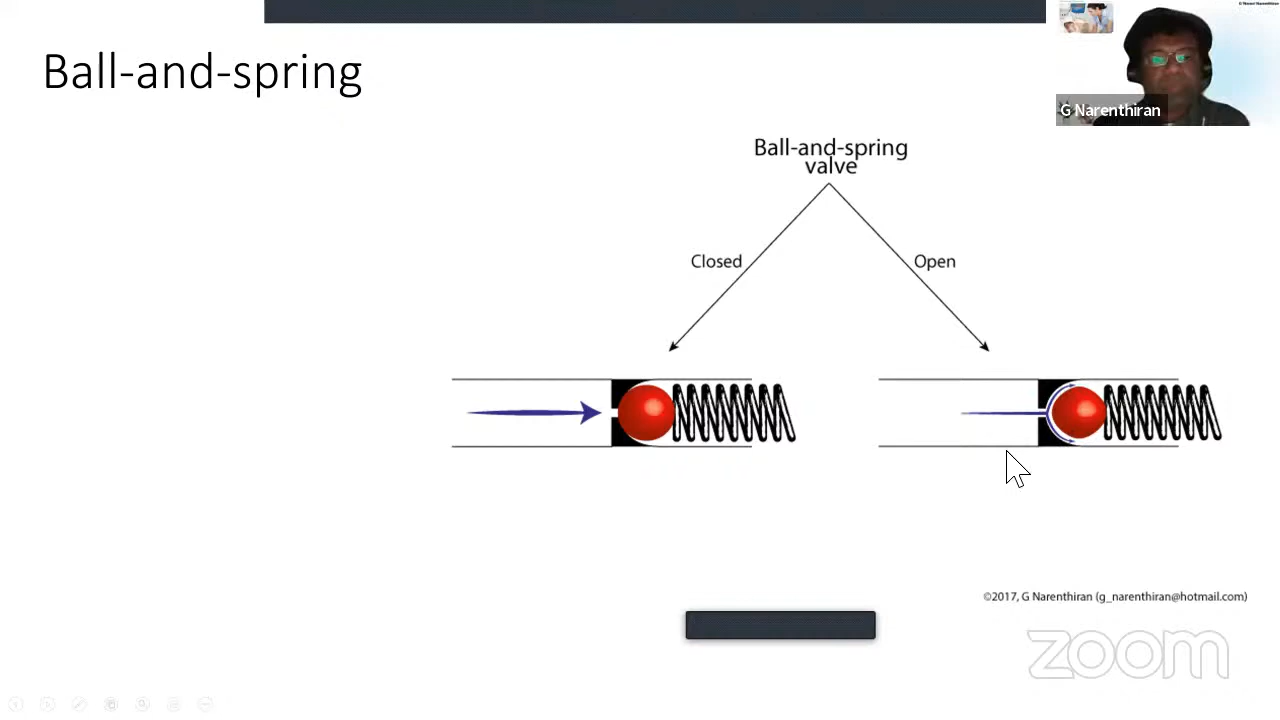 Ball-and-spring
G Narenthiran
Ball-and-spring
valve
Closed
Open
©2017, G Narenthiran (g_narenthiran@hotmail.com)
zoom